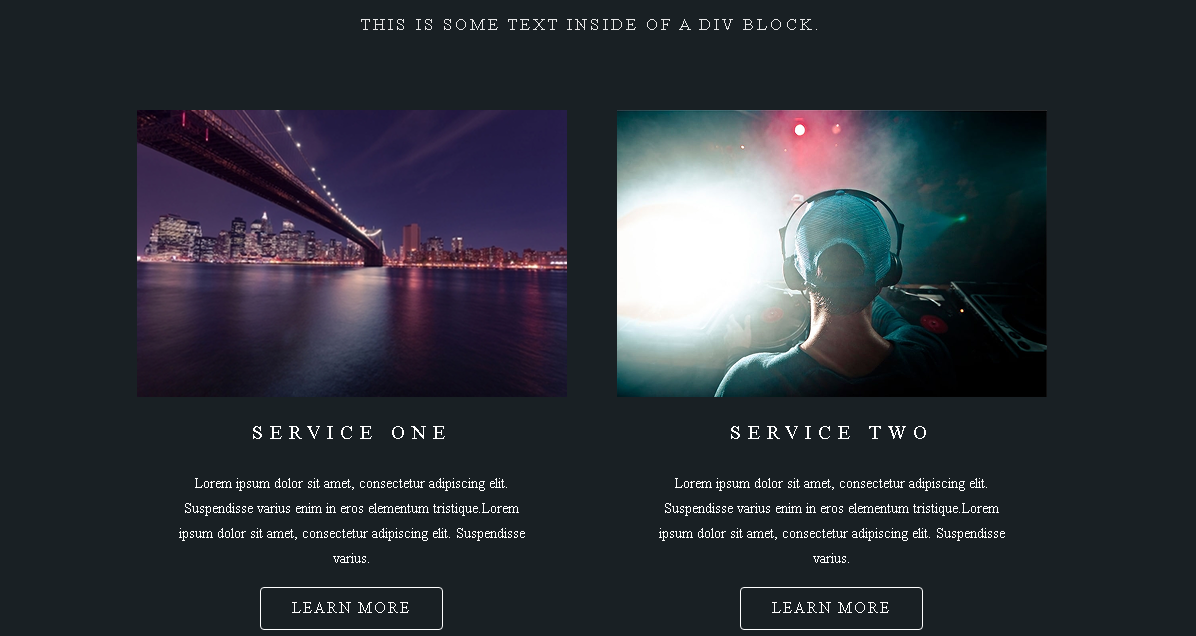 THIS IS SOME TEXT INSIDE OF A DIV BLOCK.
SERVICE ONE
Lorem ipsum dolor sit amet, consectetur adipiscing elit.
Suspendisse varius enim in eros elementum tristique.Lorem
ipsum dolor sit amet, consectetur adipiscing elit. Suspendisse
varius.
LEARN MORE
SERVICE TWO
Lorem ipsum dolor sit amet, consectetur adipiscing elit.
Suspendisse varius enim in eros elementum tristique.Lorem
ipsum dolor sit amet, consectetur adipiscing elit. Suspendisse
varius.
LEARN MORE